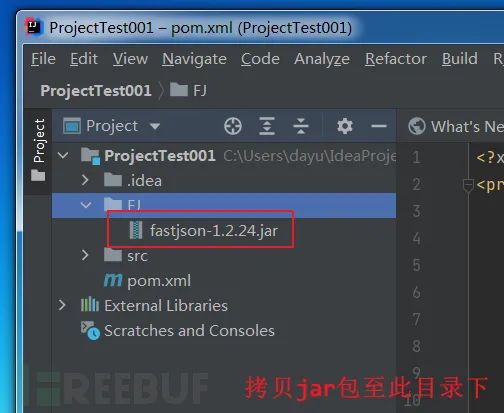 ProjectTest001 – pom.xml (ProjectTest001)
File Edit View Navigate Code Analyze Refactor Build
ProjectTest001 FJ
Project
Project
What's Ne
ProjectTest001 C:\Users\dayu\IdeaProje
.idea
FJ
fastjson-1.2.24.jar
src
pom.xml
External Libraries
Scratches and Consoles
1 <?x
2 <pr
3
4
5
6
7
8
9
10
REEBUF
拷贝jar包至此目录下